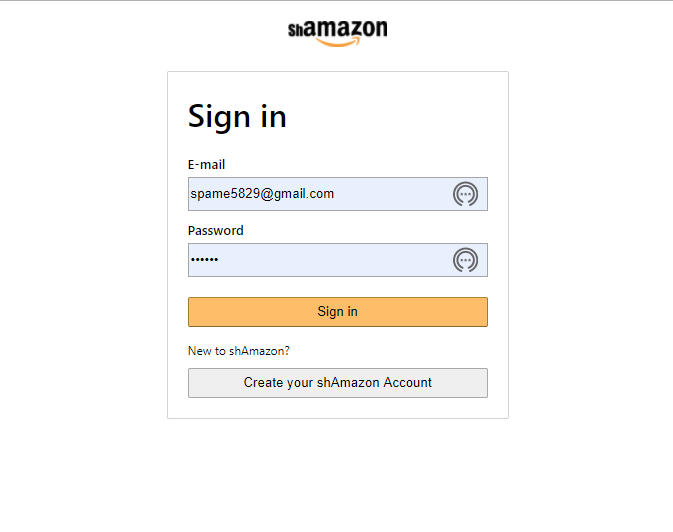 shamazon
Sign in
E-mail
spame5829@gmail.com
Password
••••••
Sign in
New to shAmazon?
Create your shAmazon Account